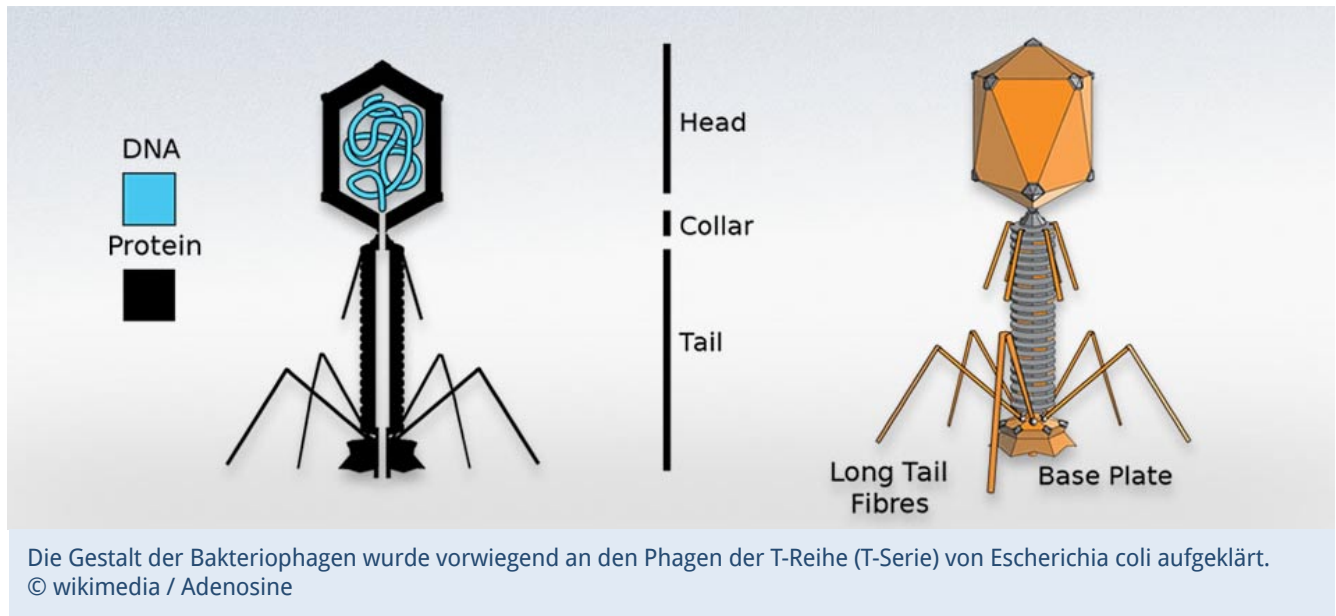 DNA
Protein
Head
Collar
Tail
Long Tail
Fibres
Base Plate
Die Gestalt der Bakteriophagen wurde vorwiegend an den Phagen der T-Reihe (T-Serie) von Escherichia coli aufgeklärt.
© wikimedia / Adenosine